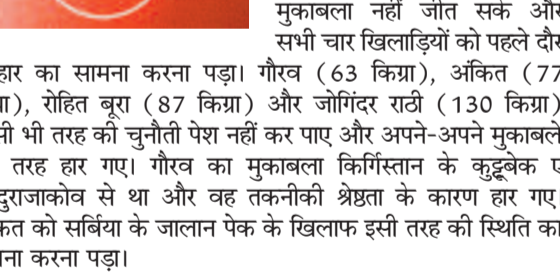 मुकाबला नहीं जीत सके और
सभी चार खिलाड़ियों को पहले दौर
हार का सामना करना पड़ा। गौरव (63 किग्रा), अंकित (77
रोहित बूरा (87 किग्रा) और जोगिंदर राठी (130 किग्रा)
भी तरह की चुनौती पेश नहीं कर पाए और अपने-अपने मुकाबले
तरह हार गए। गौरव का मुकाबला किर्गिस्तान के कुट्टूबेक
से था और वह तकनीकी श्रेष्ठता के कारण हार गए
को सर्बिया के जालान पेक के खिलाफ इसी तरह की स्थिति का
करना पड़ा।